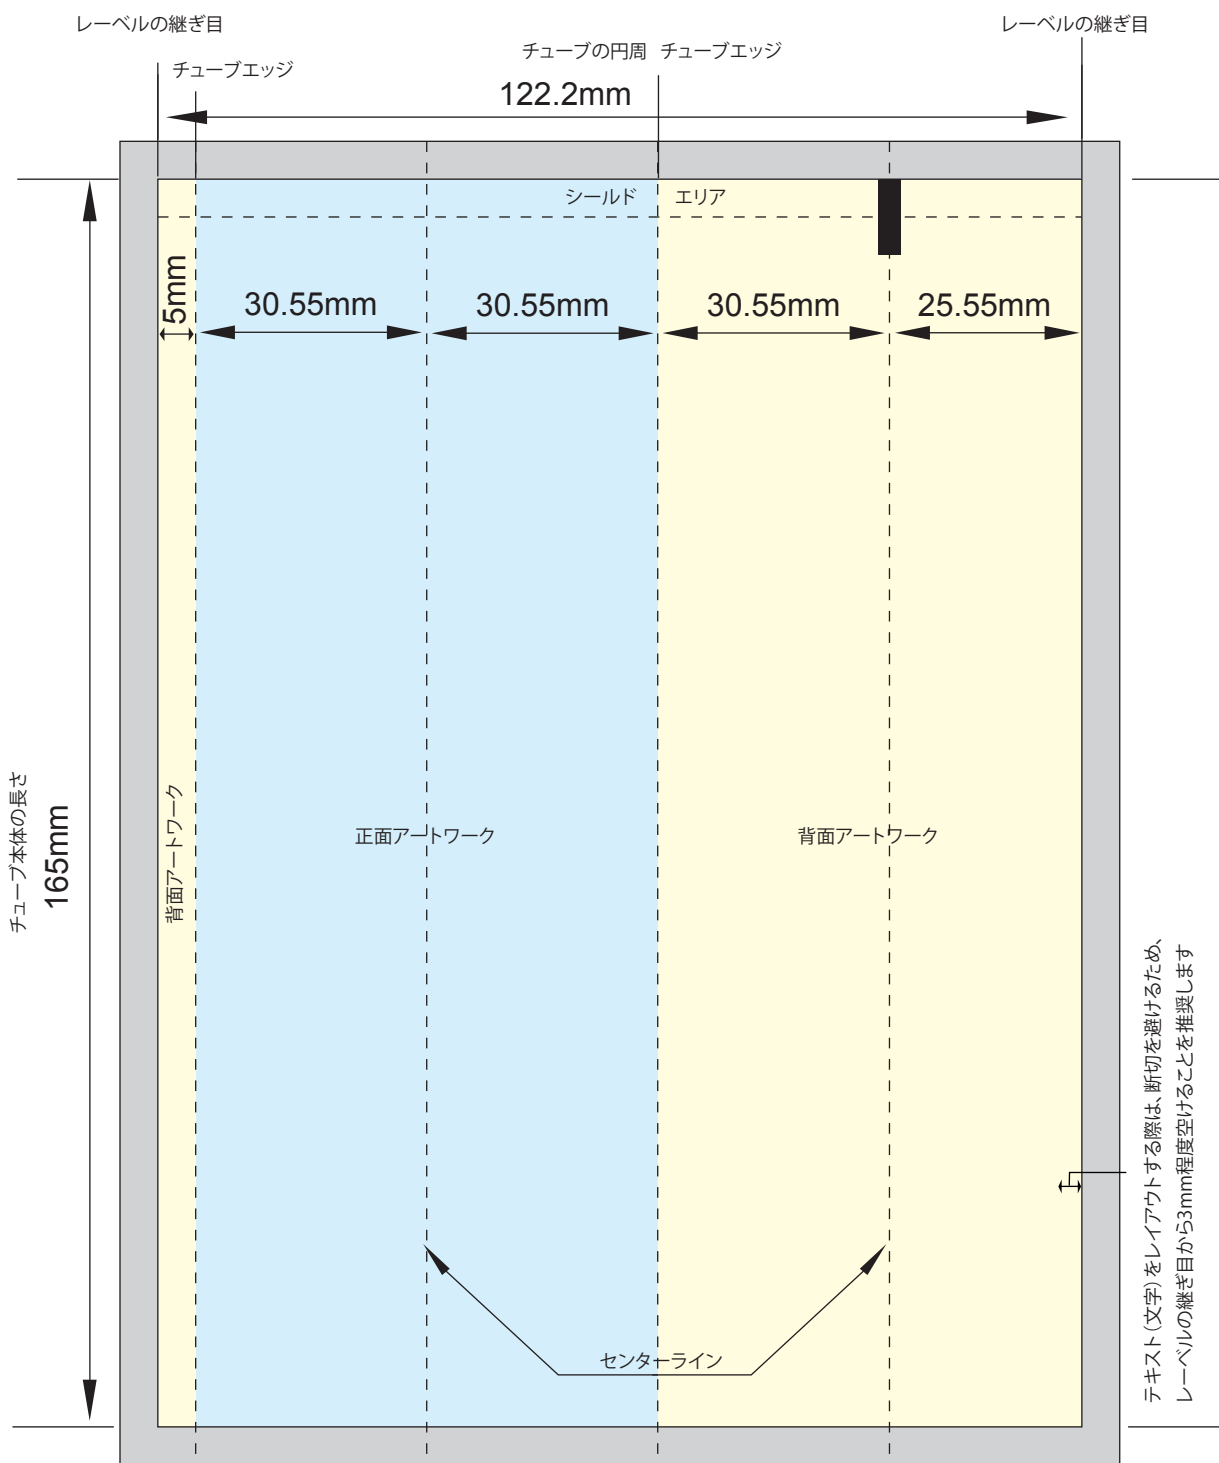 レーベルの継ぎ目
レーベルの継ぎ目
チューブの円周 チューブエッジ
チューブエッジ
122.2mm
シールド エリア
5mm
30.55mm
30.55mm
30.55mm
25.55mm
チューブ本体の長さ
165mm
背面アートワーク
正面アートワーク
背面アートワーク
テキスト(文字)をレイアウトする際は、断切を避けるため、
レーベルの継ぎ目から3mm程度空けることを推奨します
センターライン